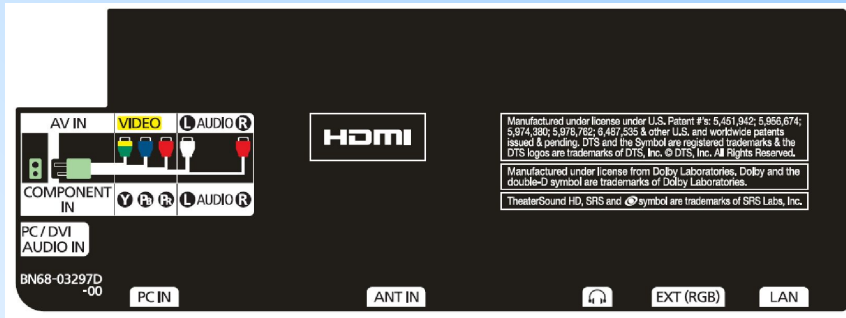 AV IN VIDEO L AUDIO R
COMPONENT
IN
Y PB PR L AUDIO R
PC / DVI
AUDIO IN
BN68-03297D
-00
PC IN
HDMI
ANT IN
Manufactured under license under U.S. Patent #'s: 5,451,942; 5,956,674;
5,974,380; 5,978,762; 6,487,535 & other U.S. and worldwide patents
issued & pending. DTS and the Symbol are registered trademarks & the
DTS logos are trademarks of DTS, Inc. © DTS, Inc. All Rights Reserved.
Manufactured under license from Dolby Laboratories. Dolby and the
double-D symbol are trademarks of Dolby Laboratories.
TheaterSound HD, SRS and symbol are trademarks of SRS Labs, Inc.
EXT (RGB)
LAN